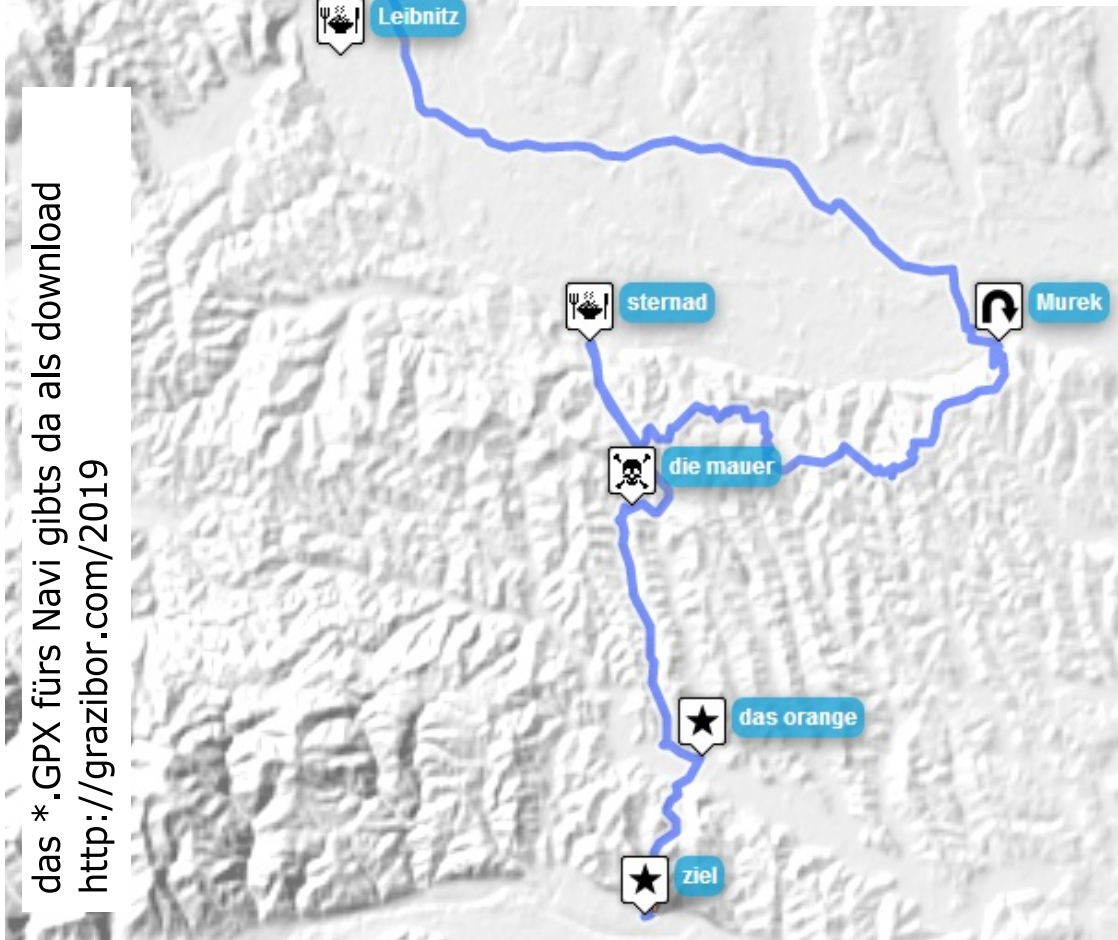 Leibnitz
sternad
Murek
die mauer
das orange
ziel
das *.GPX fürs Navi gibts da als download
http://grazibor.com/2019